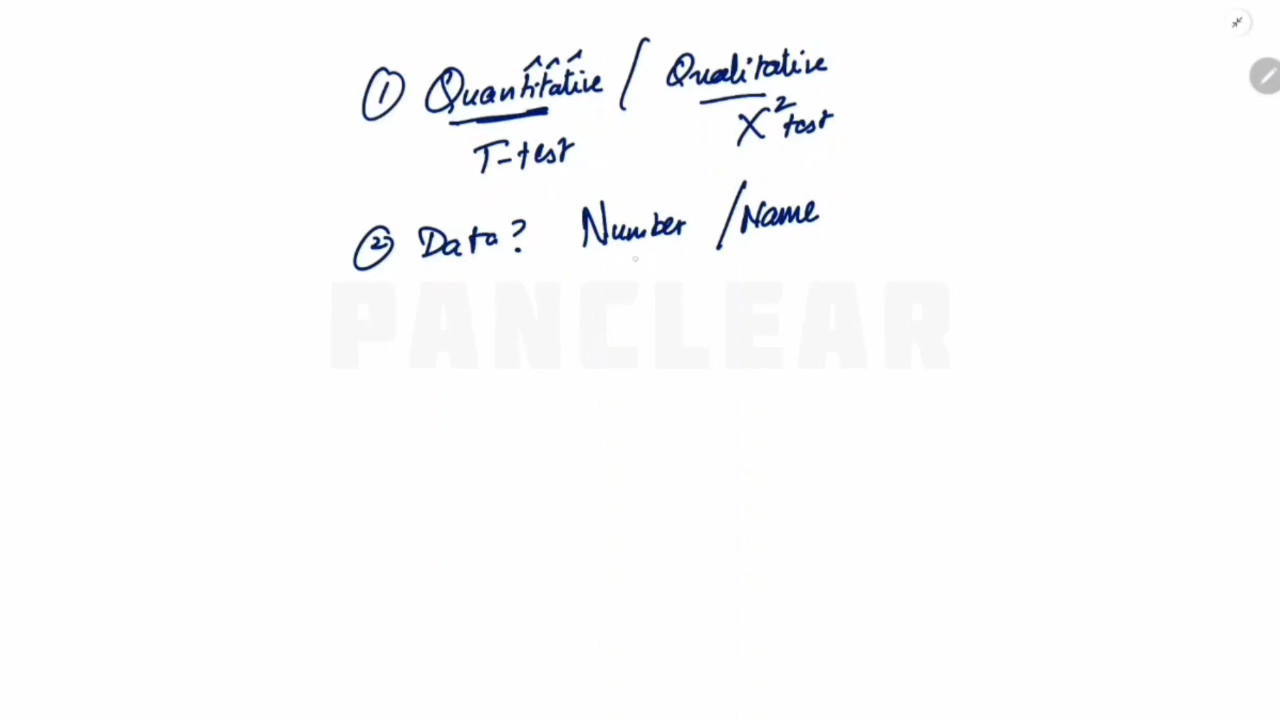 ① Quantitative / Qualitative
T-test X² test
② Data? Number / Name
PANCLEAR